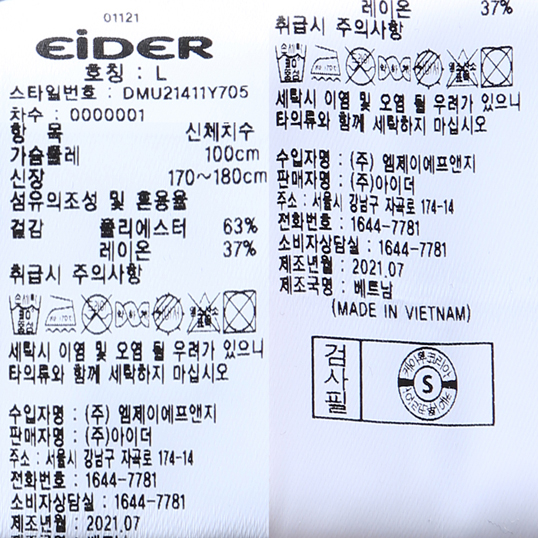 01121
EiDER
호칭 : L
스타일번호 : DMU21411Y705
차수 : 0000001
항 목 신체치수
가슴둘레 100cm
신장 170~180cm
섬유의조성 및 혼용율
겉감 폴리에스터 63%
레이온 37%
취급시 주의사항
세탁시 이염 및 오염 될 우려가 있으니
타의류와 함께 세탁하지 마십시오
수입자명 : (주) 엠제이에프앤지
판매자명 : (주)아이더
주소 : 서울시 강남구 자곡로 174-14
전화번호 : 1644-7781
소비자상담실 : 1644-7781
제조년월 : 2021.07
레이온 37%
취급시 주의사항
세탁시 이염 및 오염 될 우려가 있으니
타의류와 함께 세탁하지 마십시오
수입자명 : (주) 엠제이에프앤지
판매자명 : (주)아이더
주소 : 서울시 강남구 자곡로 174-14
전화번호 : 1644-7781
소비자상담실 : 1644-7781
제조년월 : 2021.07
제조국명 : 베트남
(MADE IN VIETNAM)
검사필
S